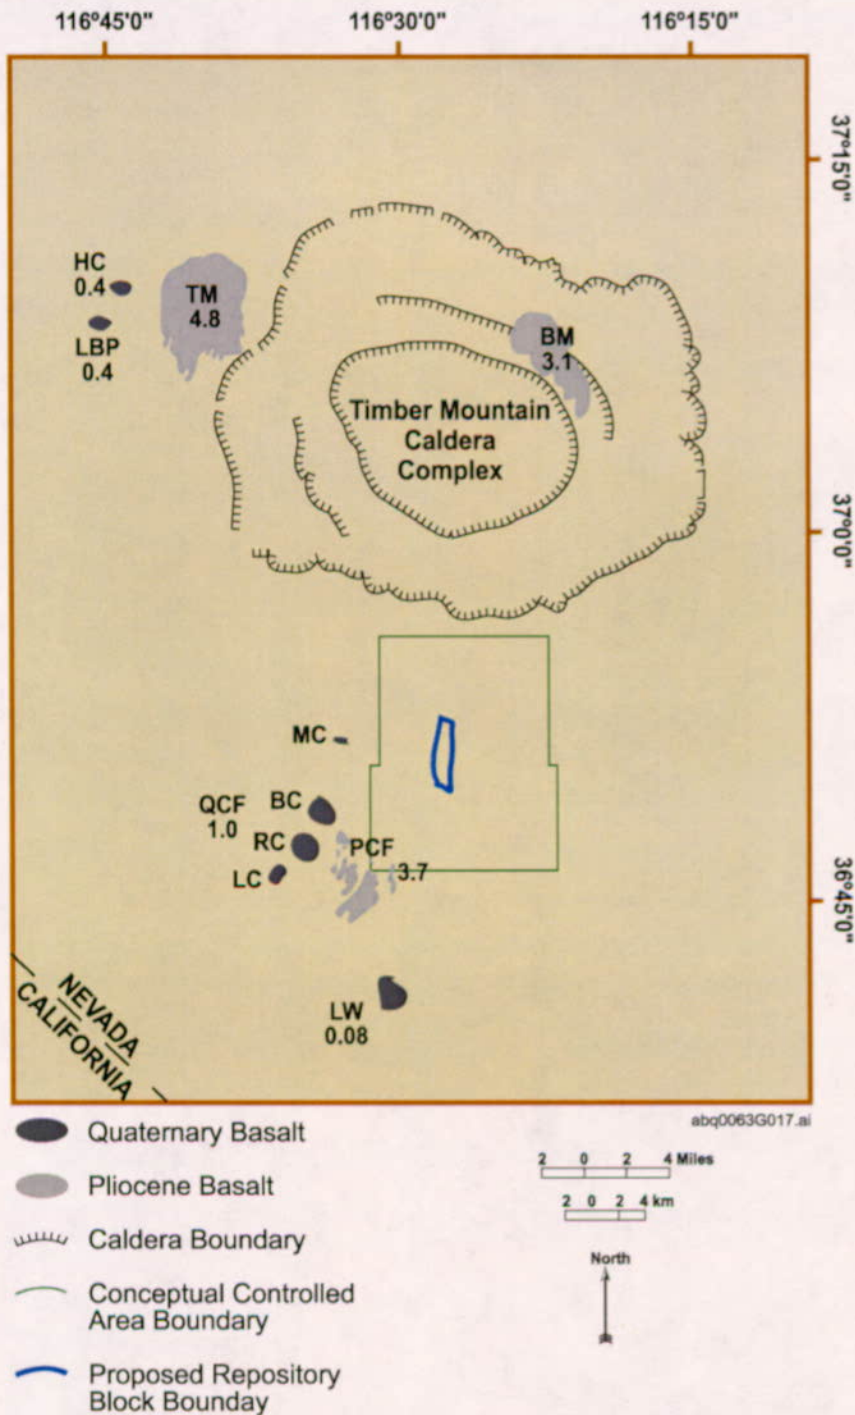 116°45'0"
116°30'0"
116°15'0"
37°15'0"
HC
0.4
TM
4.8
LBP
0.4
BM
3.1
Timber Mountain
Caldera
Complex
37°0'0"
MC
QCF
1.0
BC
RC
LC
PCF
3.7
36°45'0"
LW
0.08
NEVADA
CALIFORNIA
abq0063G017.ai
Quaternary Basalt
Pliocene Basalt
Caldera Boundary
Conceptual Controlled
Area Boundary
Proposed Repository
Block Bounday
2 0 2 4 Miles
2 0 2 4 km
North